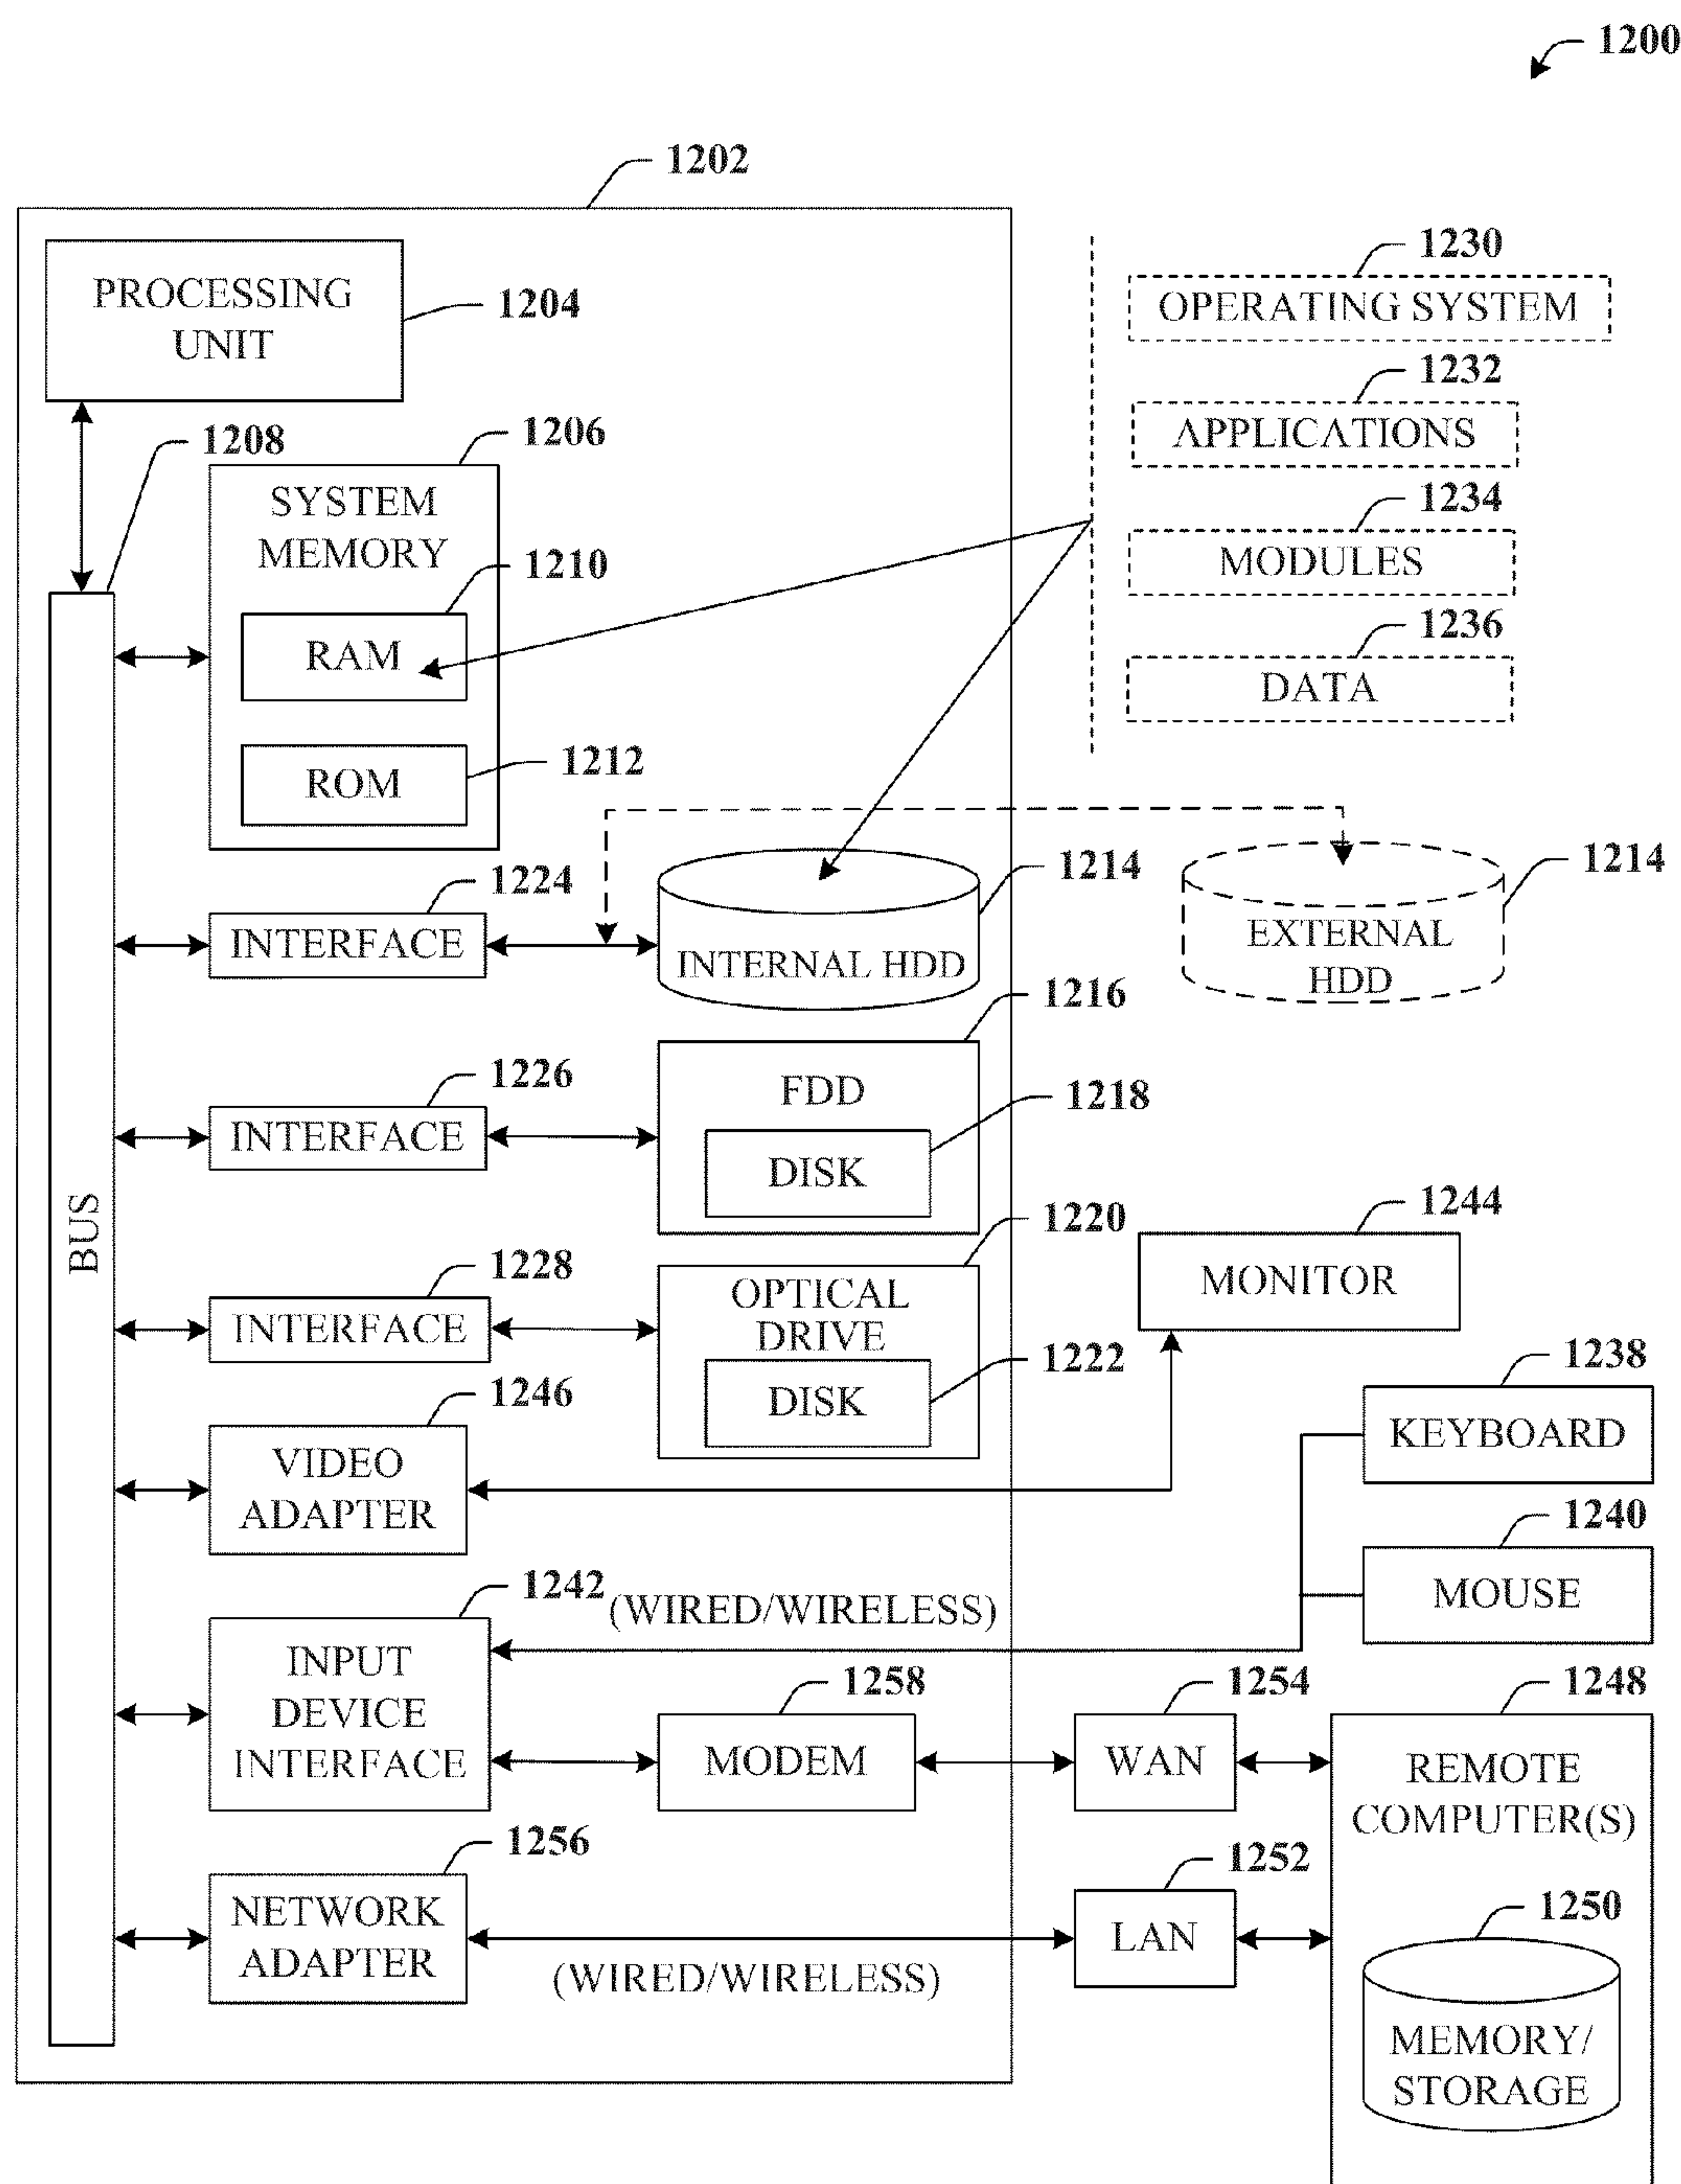 1200
1202
PROCESSING
UNIT
1204
1230
OPERATING SYSTEM
1232
APPLICATIONS
1234
MODULES
1236
DATA
1208
1206
SYSTEM
MEMORY
1210
RAM
1212
ROM
1224
INTERFACE
1214
INTERNAL HDD
1214
EXTERNAL
HDD
1216
FDD
1218
DISK
1226
INTERFACE
BUS
1220
OPTICAL
DRIVE
1222
DISK
1228
INTERFACE
1244
MONITOR
1246
VIDEO
ADAPTER
1238
KEYBOARD
1240
MOUSE
1242
(WIRED/WIRELESS)
INPUT
DEVICE
INTERFACE
1258
MODEM
1254
WAN
1248
REMOTE
COMPUTER(S)
1256
NETWORK
ADAPTER
(WIRED/WIRELESS)
1252
LAN
1250
MEMORY/
STORAGE